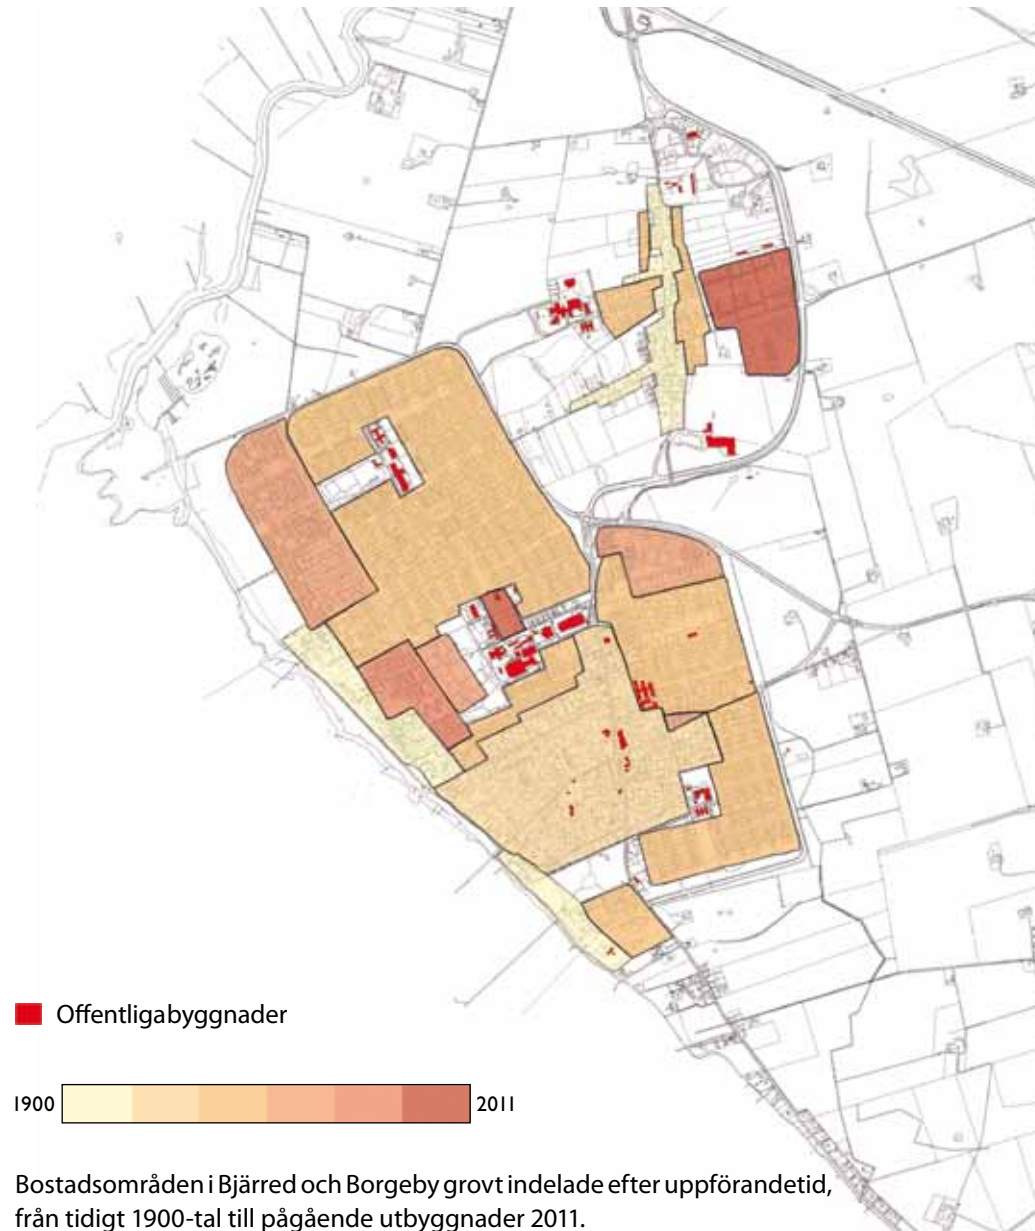 Offentligabyggnader
1900
2011
Bostadsområden i Bjärred och Borgeby grovt indelade efter uppförandetid,
från tidigt 1900-tal till pågående utbyggnader 2011.